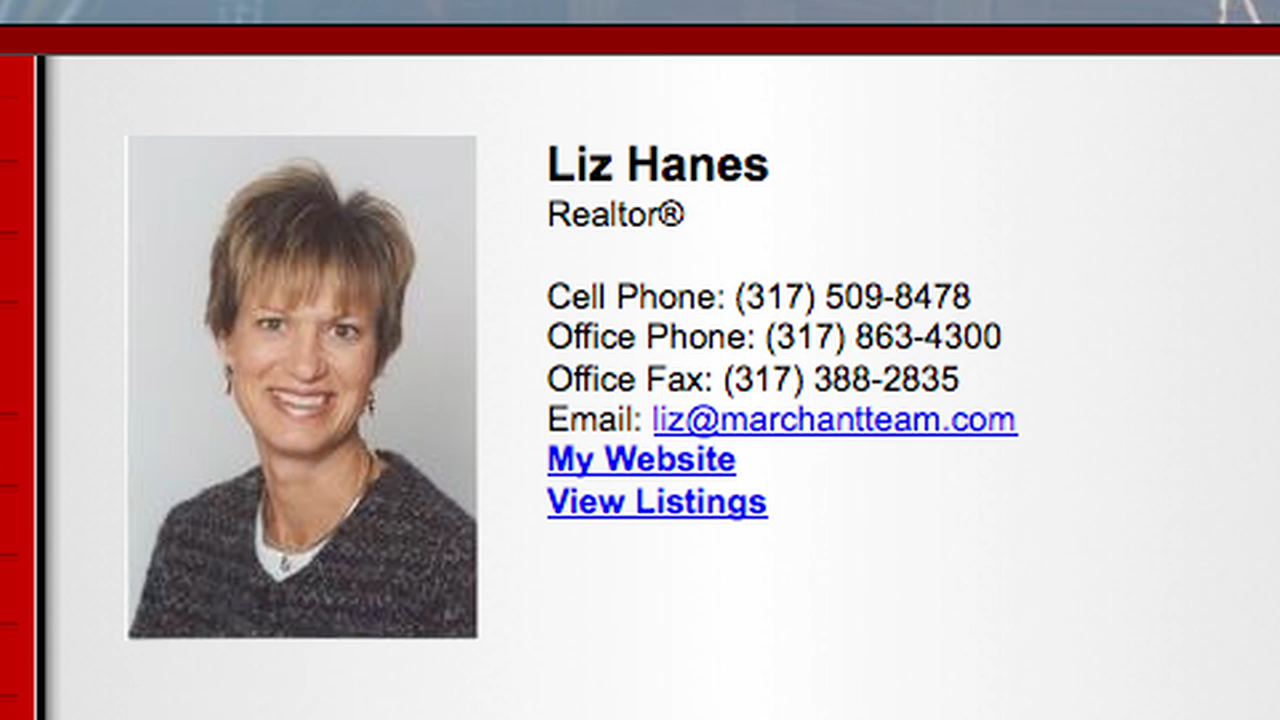 Liz Hanes
Realtor®
Cell Phone: (317) 509-8478
Office Phone: (317) 863-4300
Office Fax: (317) 388-2835
Email: liz@marchantteam.com
My Website
View Listings